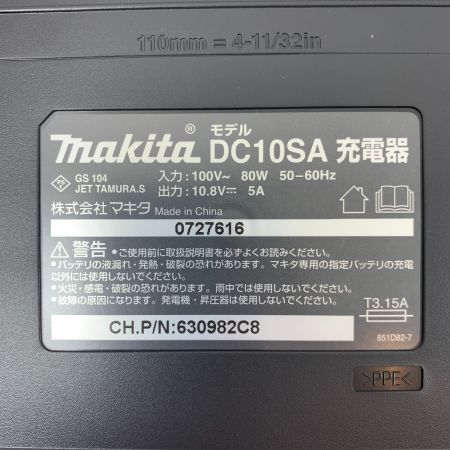 110mm = 4-11/32in
makita® モデル DC10SA 充電器
GS 104
JET TAMURA.S
入力：100V~ 80W 50−60Hz
出力：10.8V⎓ 5A
株式会社マキタ Made in China
0727616
⚠警告 •ご使用前に取扱説明書を必ずよくお読みください。
•バッテリの液漏れ・発熱・破裂の恐れがあります。マキタ専用の指定バッテリの充電
以外には使用しないでください。
•火災・感電・破裂の恐れがあります。雨中では使用しないでください。
•故障の原因になります。発電機・昇圧器は使用しないでください。
T3.15A
CH.P/N:630982C8
851D82-7
>PPE<